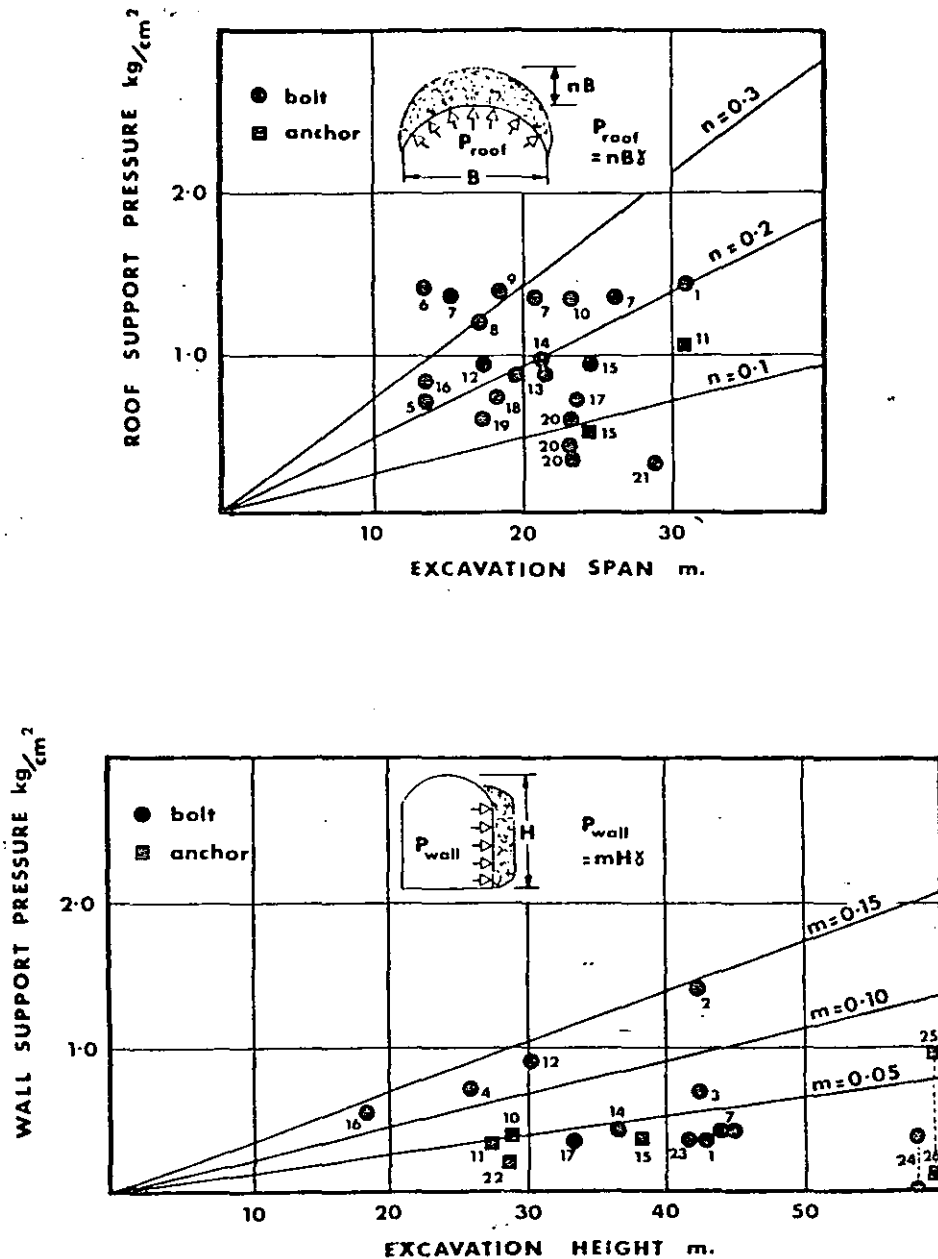 ROOF SUPPORT PRESSURE kg/cm²
2·0
1·0
bolt
anchor
nB
P roof
B
P roof
= nBγ
n = 0·3
n = 0·2
n = 0·1
6
7
9
8
7
10
7
1
11
12
14
13
15
16
5
18
19
17
20
15
20
20
21
10
20
30
EXCAVATION SPAN m.
WALL SUPPORT PRESSURE kg/cm²
2·0
1·0
bolt
anchor
P wall
H
P wall
= mHγ
m = 0·15
m = 0·10
m = 0·05
2
12
4
3
16
10
11
22
17
14
15
23
1
7
25
24
26
10
20
30
40
50
EXCAVATION HEIGHT m.